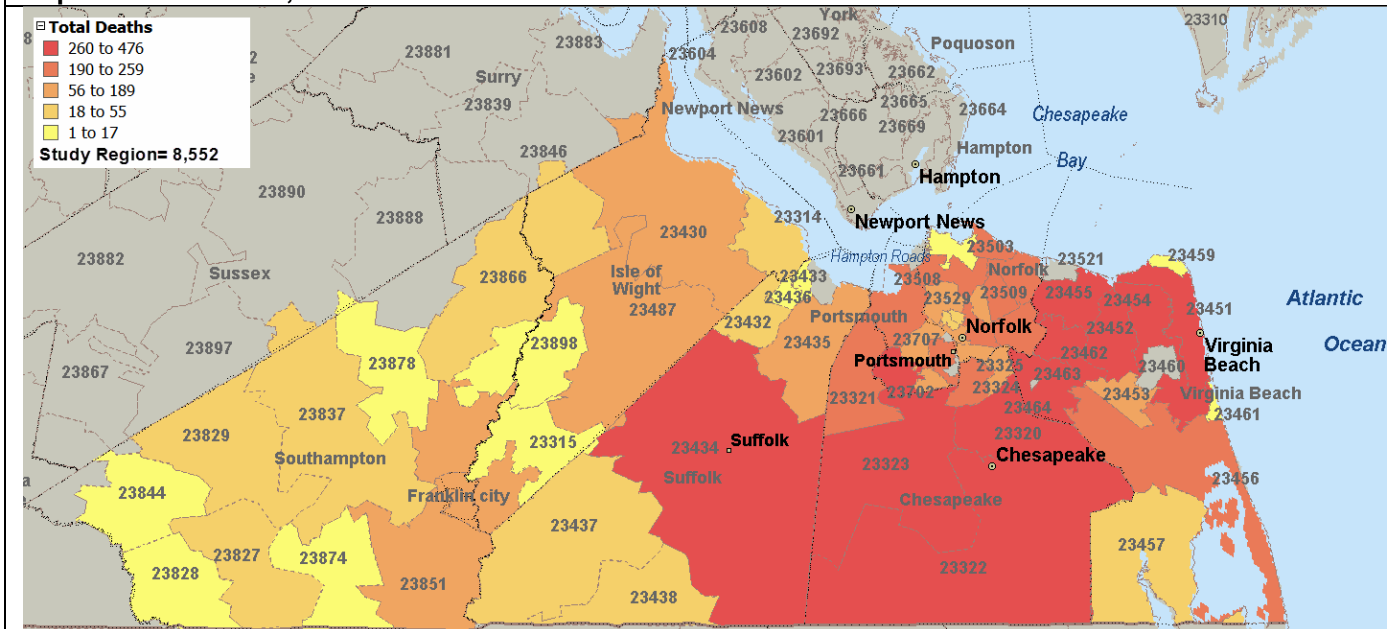 Total Deaths
260 to 476
190 to 259
56 to 189
18 to 55
1 to 17
Study Region= 8,552
York
23310
23608
23692
23883
23881
Poquoson
23604
23693
23602
23662
Surry
23839
Newport News
23665
23664
Chesapeake
23666
23669
23601
Hampton
23846
Bay
23661
Hampton
23890
23888
23314
Newport News
23430
23882
Hampton Roads
23503
23521
23459
Sussex
23866
Isle of
Wight
23433
23508
Norfolk
23436
23529
23509
23455
23454
23451
Atlantic
23487
Portsmouth
23432
23452
Norfolk
23898
23435
23707
Ocean
23897
Virginia
Beach
23462
Portsmouth
23878
23325
23460
23867
23463
23324
23702
23453
Virginia Beach
23321
23464
23461
23837
23829
23320
23434
Suffolk
23315
Southampton
Chesapeake
23323
Suffolk
23456
23844
Franklin city
Chesapeake
23437
23457
23827
23874
23828
23851
23322
23438